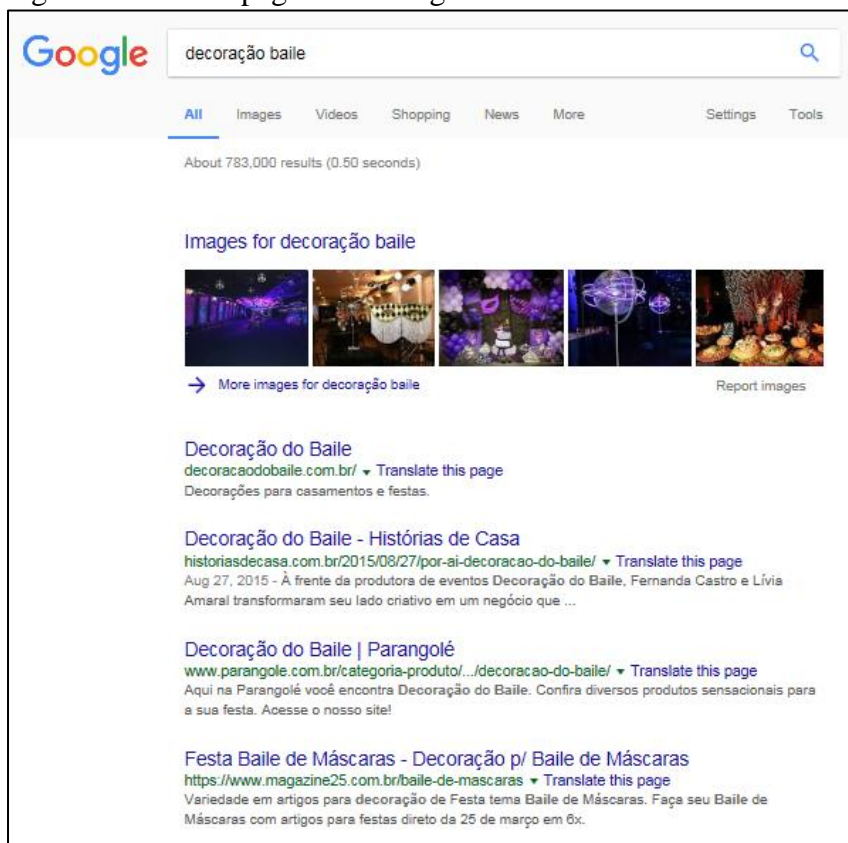 Google
decoração baile
All Images Videos Shopping News More Settings Tools
About 783,000 results (0.50 seconds)
Images for decoração baile
More images for decoração baile Report images
Decoração do Baile
decoracaodobaile.com.br/ Translate this page
Decorações para casamentos e festas.
Decoração do Baile - Histórias de Casa
historiasdecasa.com.br/2015/08/27/por-ai-decoracao-do-baile/ Translate this page
Aug 27, 2015 - À frente da produtora de eventos Decoração do Baile, Fernanda Castro e Lívia
Amaral transformaram seu lado criativo em um negócio que ...
Decoração do Baile | Parangolé
www.parangole.com.br/categoria-produto/.../decoracao-do-baile/ Translate this page
Aqui na Parangolé você encontra Decoração do Baile. Confira diversos produtos sensacionais para
a sua festa. Acesse o nosso site!
Festa Baile de Máscaras - Decoração p/ Baile de Máscaras
https://www.magazine25.com.br/baile-de-mascaras Translate this page
Variedade em artigos para decoração de Festa tema Baile de Máscaras. Faça seu Baile de
Máscaras com artigos para festas direto da 25 de março em 6x.